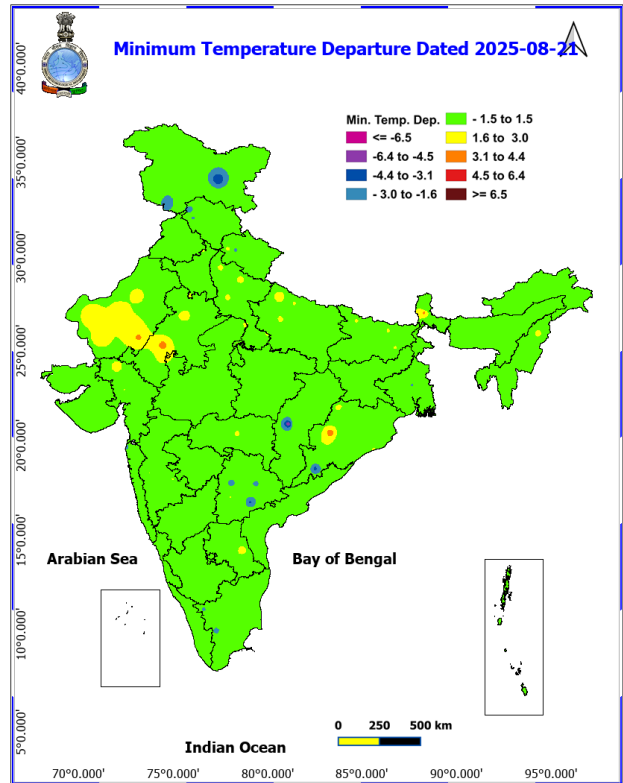 Minimum Temperature Departure Dated 2025-08-21
Min. Temp. Dep.
<= -6.5
-6.4 to -4.5
-4.4 to -3.1
- 3.0 to -1.6
- 1.5 to 1.5
1.6 to 3.0
3.1 to 4.4
4.5 to 6.4
>= 6.5
40°0.000'
35°0.000'
30°0.000'
25°0.000'
20°0.000'
15°0.000'
10°0.000'
5°0.000'
Arabian Sea
Bay of Bengal
Indian Ocean
0 250 500 km
70°0.000' 75°0.000' 80°0.000' 85°0.000' 90°0.000' 95°0.000'